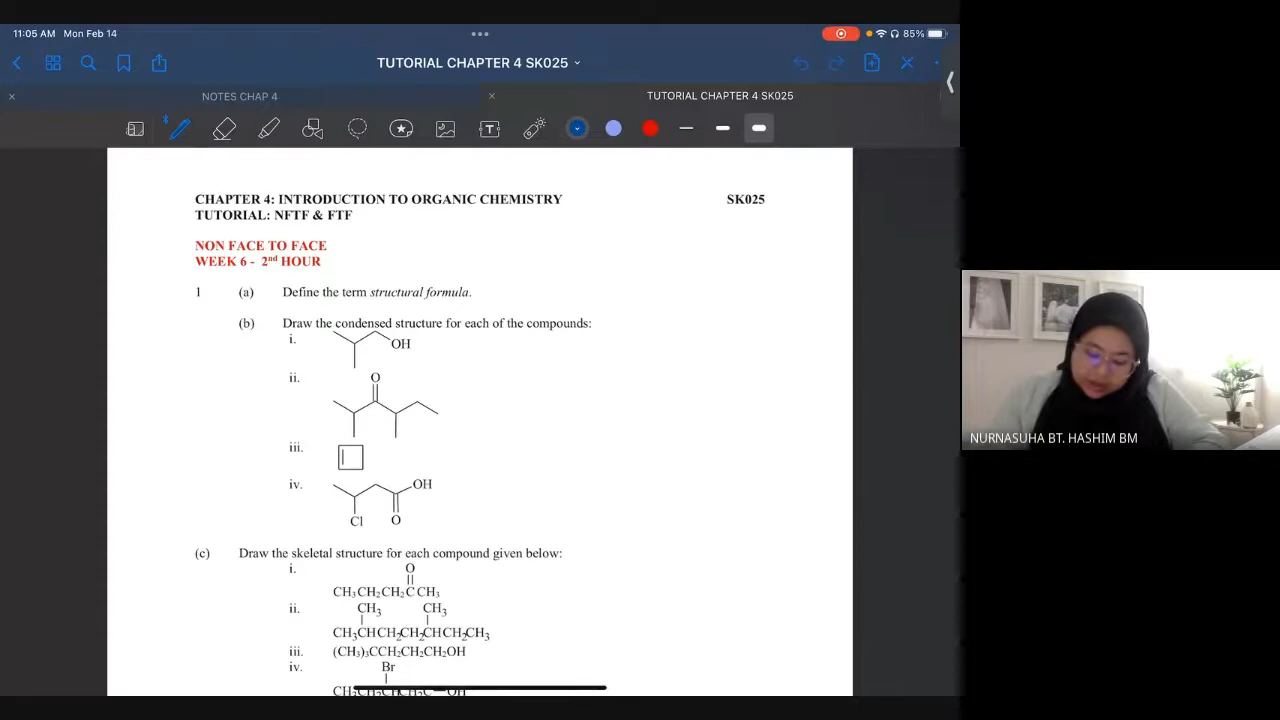 11:05 AM Mon Feb 14
85%
TUTORIAL CHAPTER 4 SK025
NOTES CHAP 4
TUTORIAL CHAPTER 4 SK025
CHAPTER 4: INTRODUCTION TO ORGANIC CHEMISTRY SK025
TUTORIAL: NFTF & FTF
NON FACE TO FACE
WEEK 6 - 2nd HOUR
1 (a) Define the term structural formula.
(b) Draw the condensed structure for each of the compounds:
i.
OH
ii.
O
iii.
iv.
OH
Cl O
(c) Draw the skeletal structure for each compound given below:
i.
O
CH3CH2CH2CCH3
ii.
CH3 CH3
CH3CHCH2CH2CHCH2CH3
iii. (CH3)3CCH2CH2CH2OH
iv.
Br
NURNASUHA BT. HASHIM BM